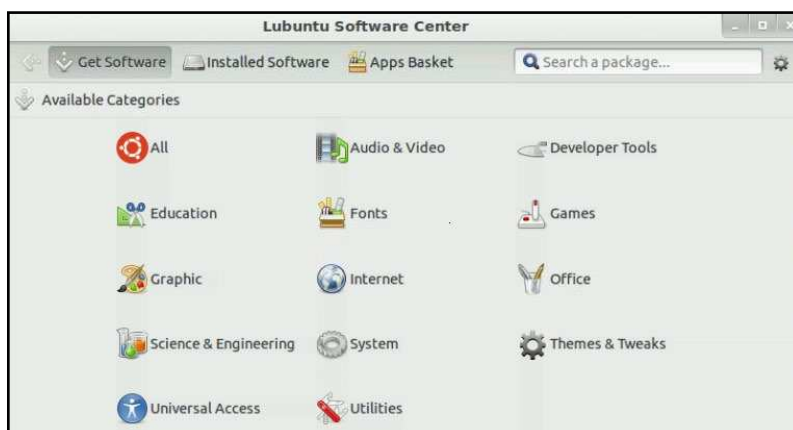 Lubuntu Software Center
Get Software Installed Software Apps Basket Search a package...
Available Categories
All Audio & Video Developer Tools
Education Fonts Games
Graphic Internet Office
Science & Engineering System Themes & Tweaks
Universal Access Utilities